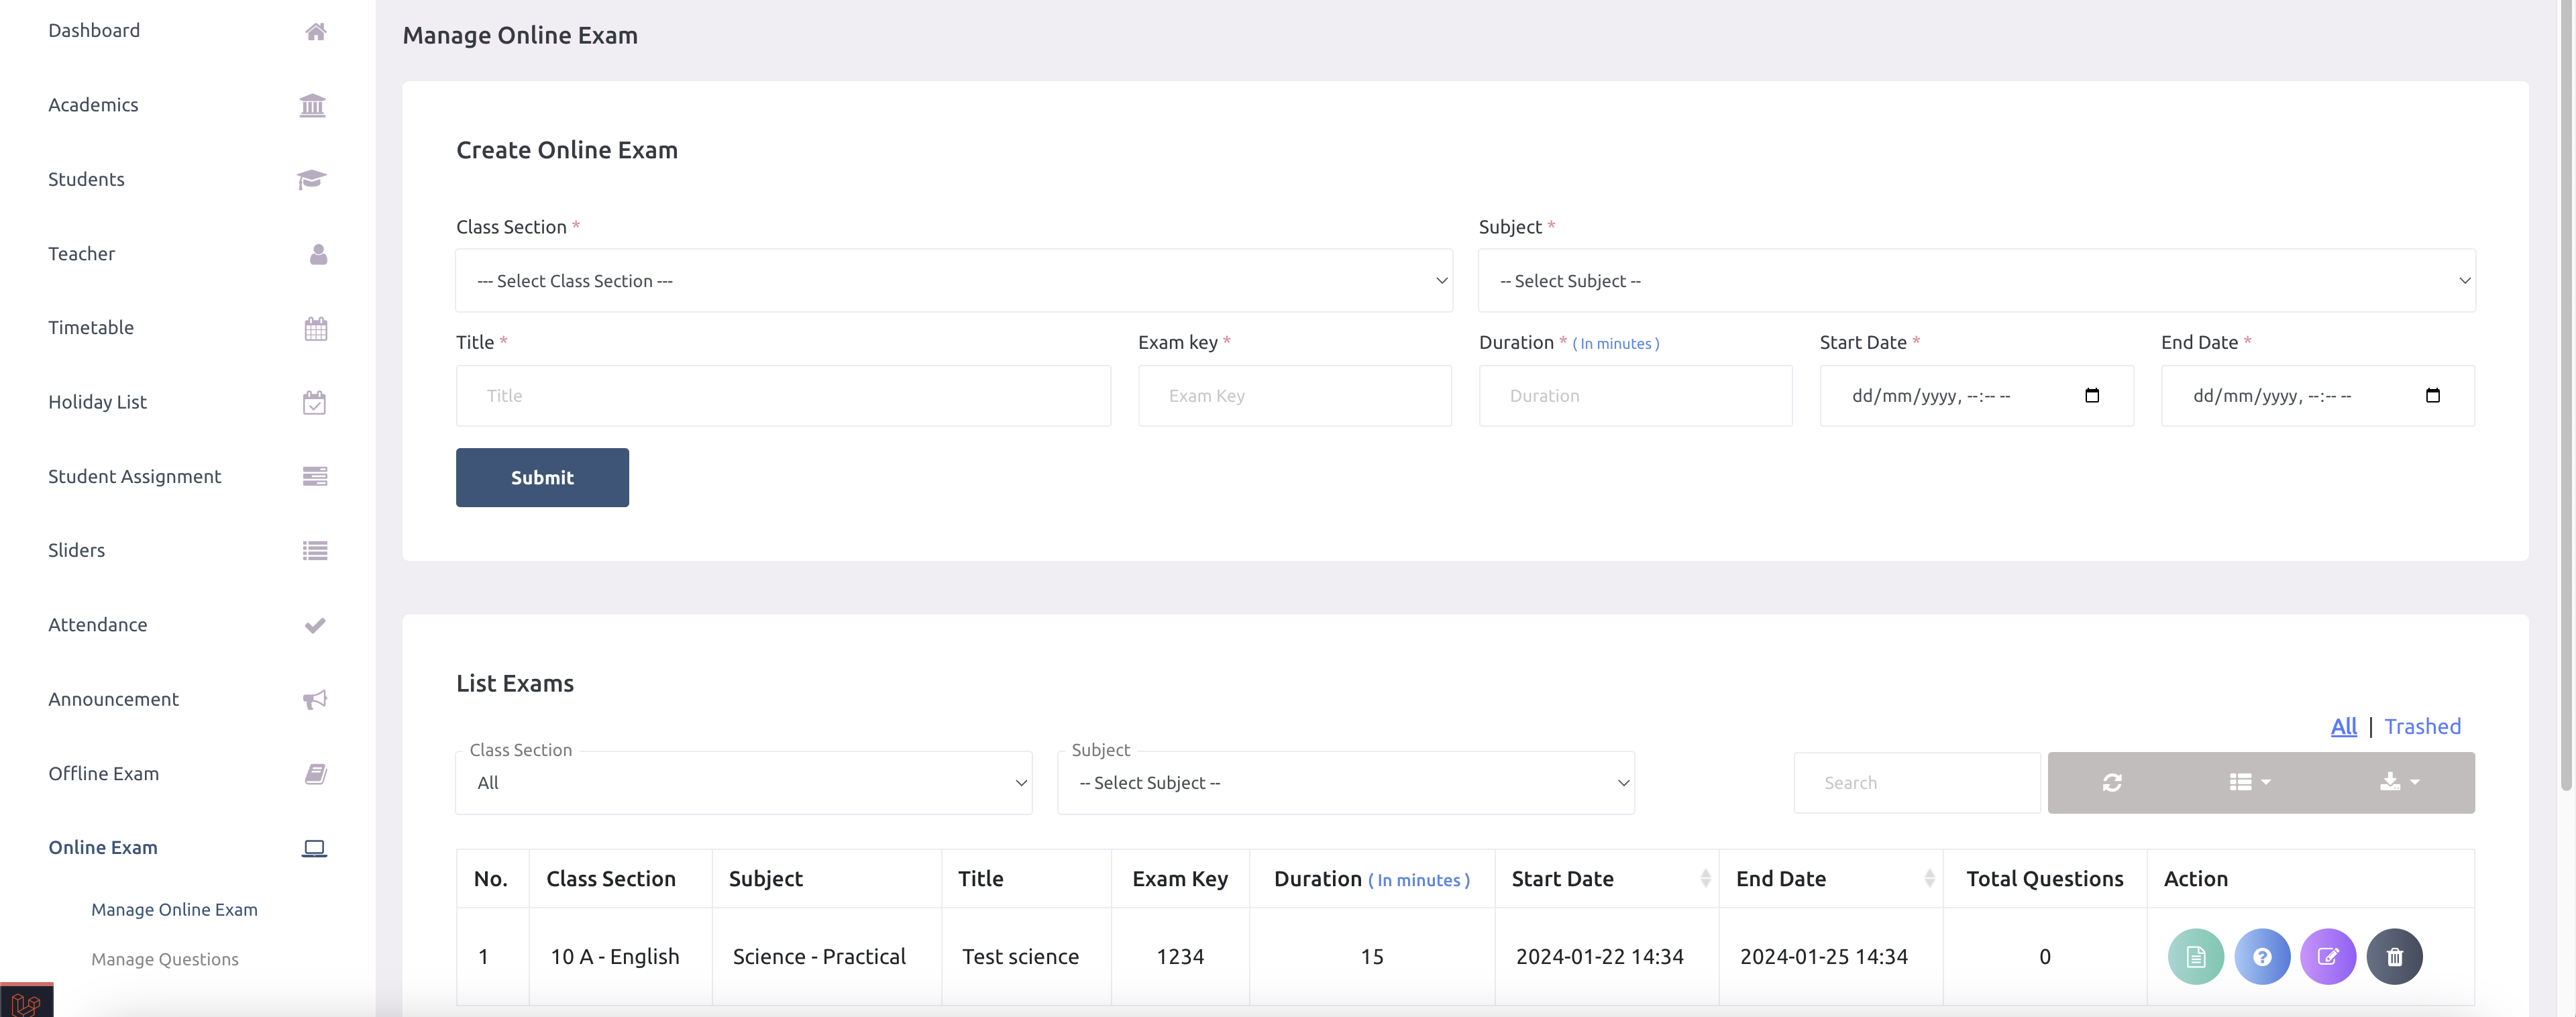 Dashboard
Academics
Students
Teacher
Timetable
Holiday List
Student Assignment
Sliders
Attendance
Announcement
Offline Exam
Online Exam
Manage Online Exam
Manage Questions
Manage Online Exam
Create Online Exam
Class Section *
Subject *
--- Select Class Section ---
-- Select Subject --
Title *
Exam key *
Duration * ( In minutes )
Start Date *
End Date *
Title
Exam Key
Duration
dd/mm/yyyy, --:-- --
dd/mm/yyyy, --:-- --
Submit
List Exams
All | Trashed
Class Section
All
Subject
-- Select Subject --
Search
No. Class Section Subject Title Exam Key Duration ( In minutes ) Start Date End Date Total Questions Action
1 10 A - English Science - Practical Test science 1234 15 2024-01-22 14:34 2024-01-25 14:34 0